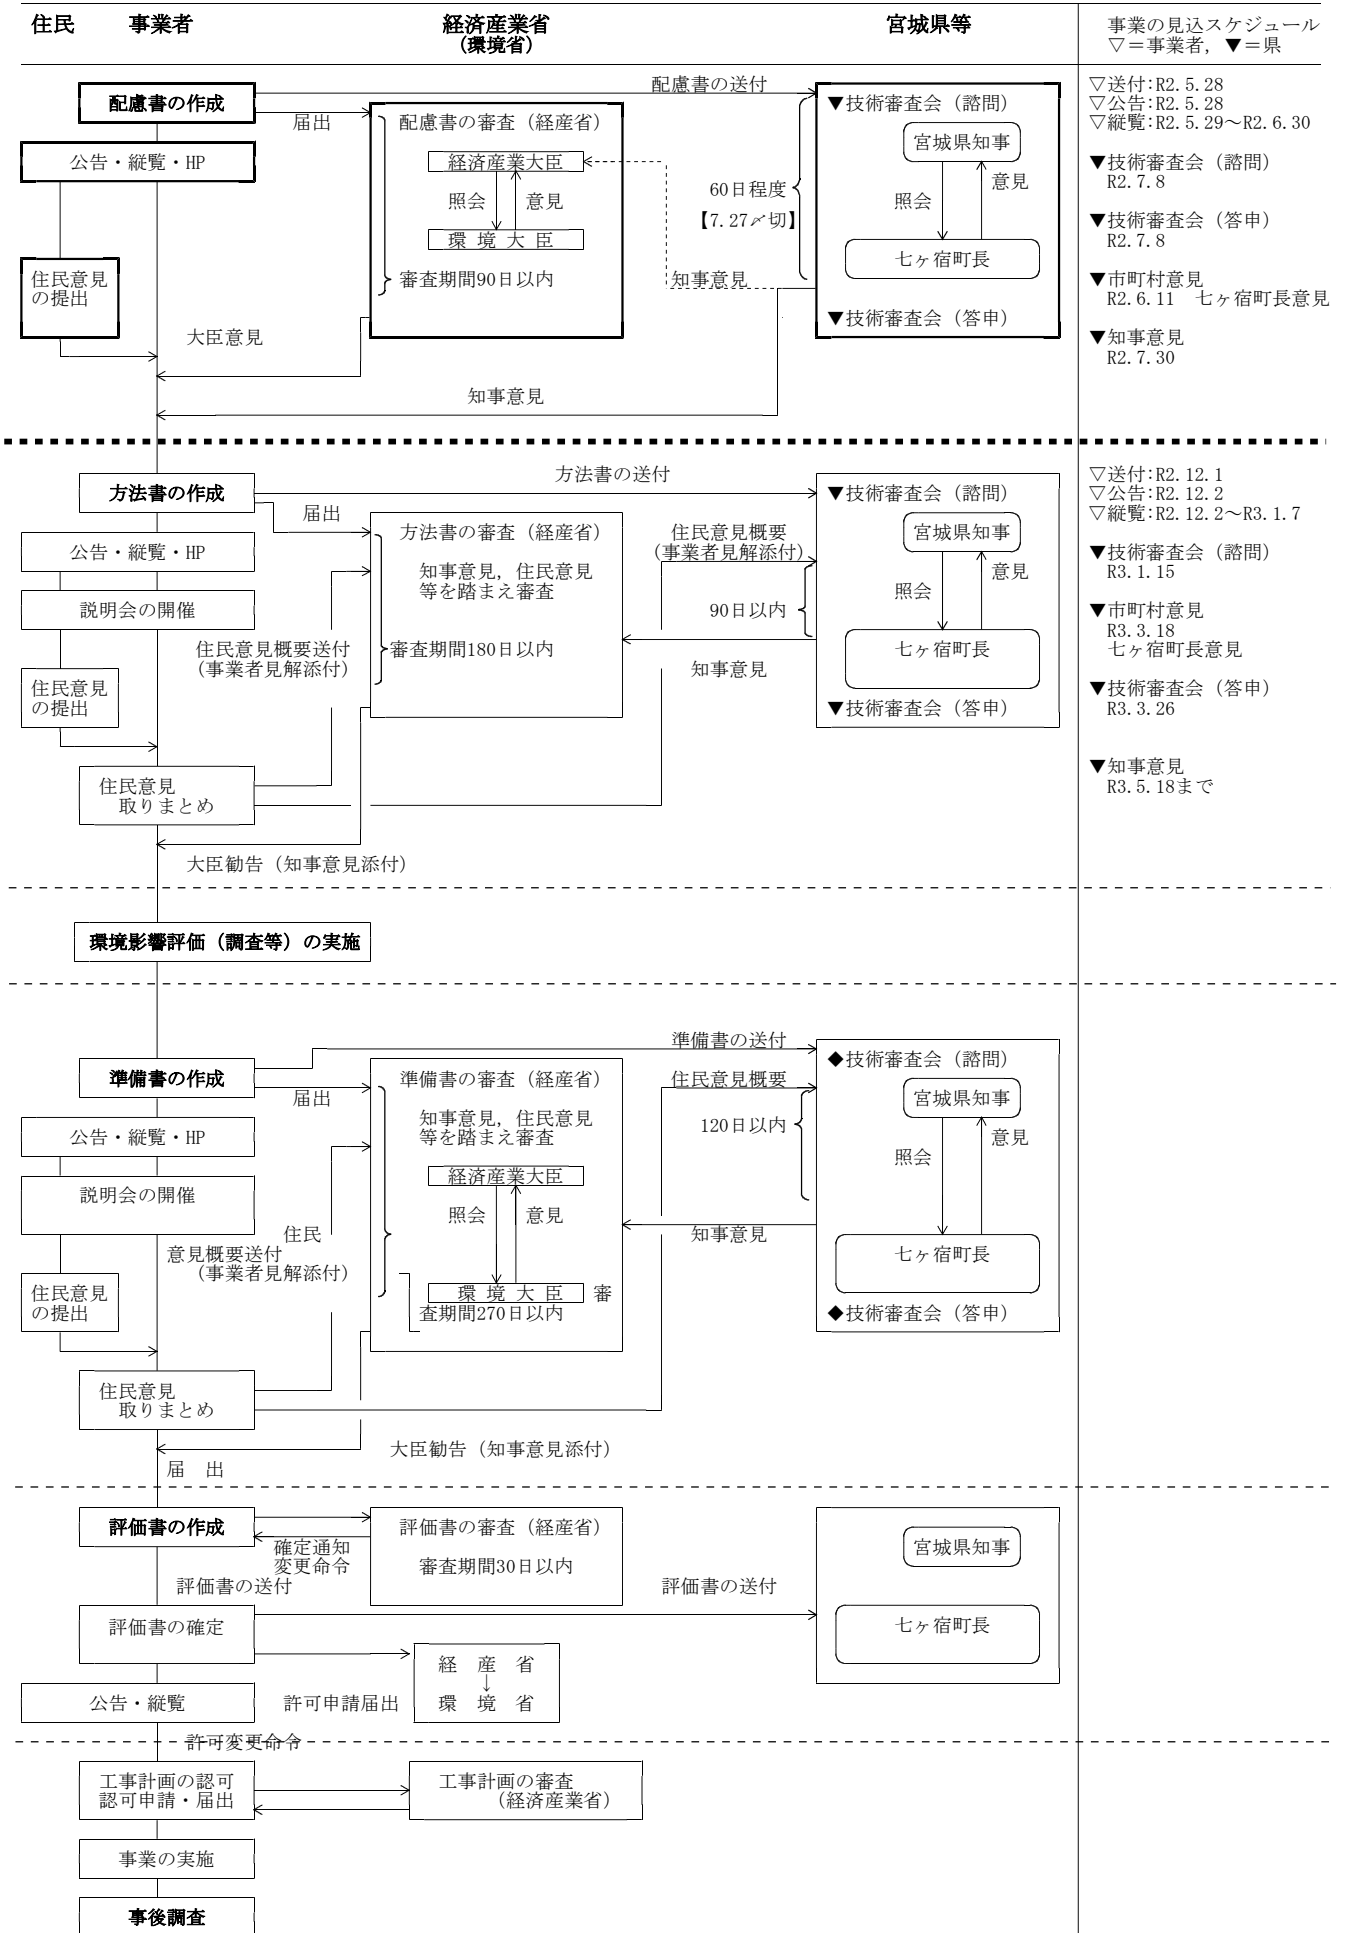 住民
事業者
経済産業省
（環境省）
宮城県等
事業の見込スケジュール
▽＝事業者，▼＝県
配慮書の作成
届出
配慮書の送付
公告・縦覧・HP
住民意見
の提出
配慮書の審査（経産省）
経済産業大臣
照会
意見
環 境 大 臣
審査期間90日以内
大臣意見
知事意見
知事意見
60日程度
【7.27〆切】
▼技術審査会（諮問）
宮城県知事
照会
意見
七ヶ宿町長
▼技術審査会（答申）
▽送付:R2.5.28
▽公告:R2.5.28
▽縦覧:R2.5.29～R2.6.30
▼技術審査会（諮問）
R2.7.8
▼技術審査会（答申）
R2.7.8
▼市町村意見
R2.6.11　七ヶ宿町長意見
▼知事意見
R2.7.30
方法書の作成
届出
方法書の送付
公告・縦覧・HP
説明会の開催
住民意見
の提出
住民意見概要送付
（事業者見解添付）
住民意見
取りまとめ
方法書の審査（経産省）
知事意見，住民意見
等を踏まえ審査
審査期間180日以内
大臣勧告（知事意見添付）
住民意見概要
（事業者見解添付）
90日以内
知事意見
▼技術審査会（諮問）
宮城県知事
照会
意見
七ヶ宿町長
▼技術審査会（答申）
▽送付:R2.12.1
▽公告:R2.12.2
▽縦覧:R2.12.2～R3.1.7
▼技術審査会（諮問）
R3.1.15
▼市町村意見
R3.3.18
七ヶ宿町長意見
▼技術審査会（答申）
R3.3.26
▼知事意見
R3.5.18まで
環境影響評価（調査等）の実施
準備書の作成
届出
準備書の送付
公告・縦覧・HP
説明会の開催
住民意見
の提出
住民
意見概要送付
（事業者見解添付）
住民意見
取りまとめ
準備書の審査（経産省）
知事意見，住民意見
等を踏まえ審査
経済産業大臣
照会
意見
環 境 大 臣　審
査期間270日以内
大臣勧告（知事意見添付）
住民意見概要
120日以内
知事意見
◆技術審査会（諮問）
宮城県知事
照会
意見
七ヶ宿町長
◆技術審査会（答申）
届　出
評価書の作成
確定通知
変更命令
評価書の審査（経産省）
審査期間30日以内
評価書の送付
評価書の送付
宮城県知事
七ヶ宿町長
評価書の確定
経　産　省
↓
環　境　省
公告・縦覧
許可申請届出
許可変更命令
工事計画の認可
認可申請・届出
工事計画の審査
（経済産業省）
事業の実施
事後調査